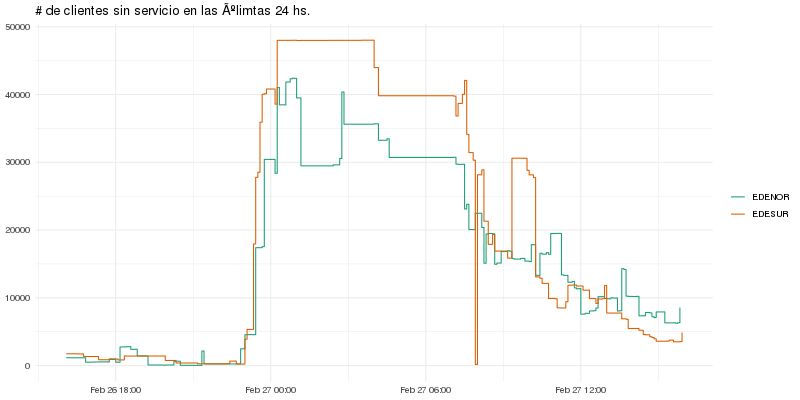 # de clientes sin servicio en las Ãºlimtas 24 hs.
50000
40000
30000
20000
10000
0
Feb 26 18:00
Feb 27 00:00
Feb 27 06:00
Feb 27 12:00
EDENOR
EDESUR